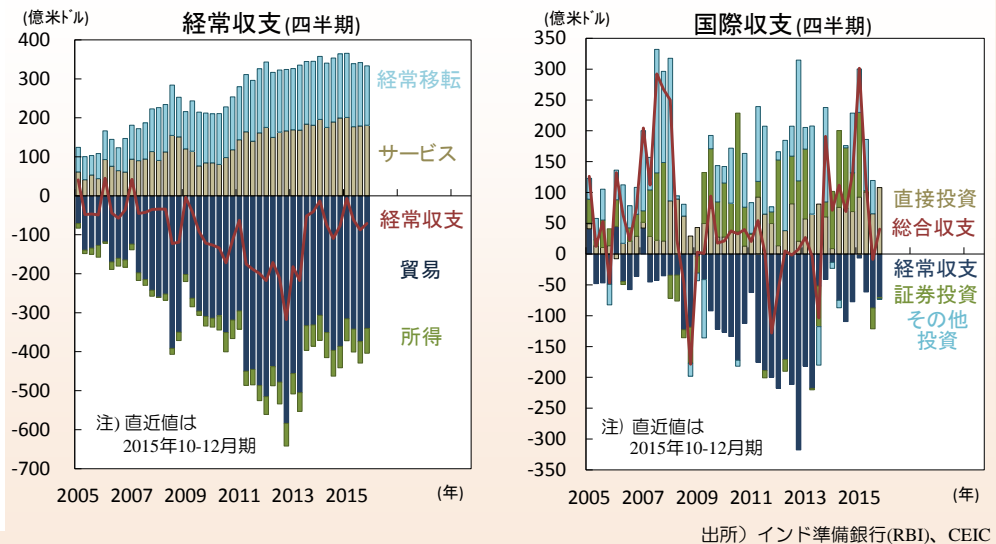 (億米ﾄﾞﾙ)
経常収支(四半期)
400
300
200
100
0
-100
-200
-300
-400
-500
-600
-700
経常移転
サービス
経常収支
貿易
所得
注) 直近値は
2015年10-12月期
2005 2007 2009 2011 2013 2015 (年)
(億米ﾄﾞﾙ)
国際収支(四半期)
350
300
250
200
150
100
50
0
-50
-100
-150
-200
-250
-300
-350
直接投資
総合収支
経常収支
証券投資
その他
投資
注) 直近値は
2015年10-12月期
2005 2007 2009 2011 2013 2015 (年)
出所）インド準備銀行(RBI)、CEIC